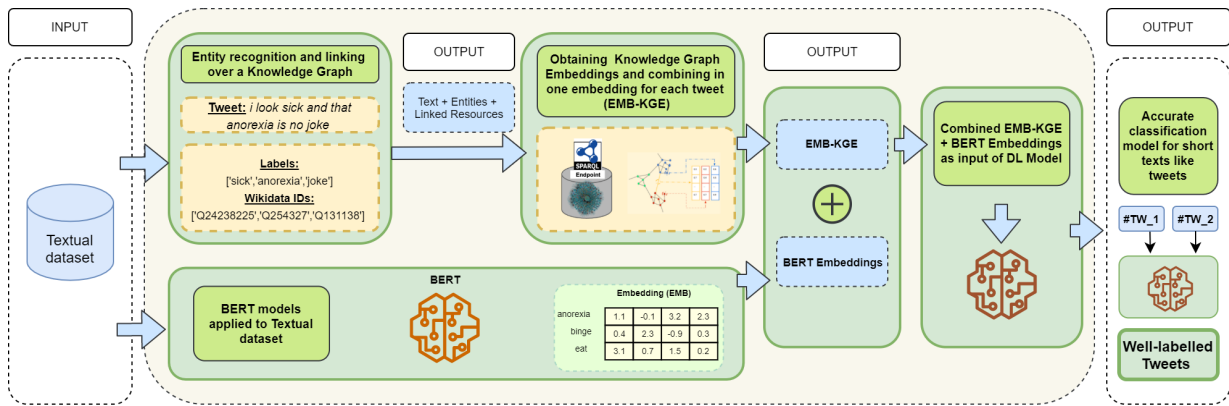 INPUT
Textual
dataset
Entity recognition and linking
over a Knowledge Graph
Tweet: i look sick and that
anorexia is no joke
Labels:
['sick','anorexia','joke']
Wikidata IDs:
['Q24238225','Q254327','Q131138']
OUTPUT
Text + Entities +
Linked Resources
Obtaining Knowledge Graph
Embeddings and combining in
one embedding for each tweet
(EMB-KGE)
SPARQL
Endpoint
BERT models
applied to Textual
dataset
BERT
Embedding (EMB)
anorexia 1.1 -0.1 3.2 2.3
binge 0.4 2.3 -0.9 0.3
eat 3.1 0.7 1.5 0.2
OUTPUT
EMB-KGE
BERT Embeddings
Combined EMB-KGE
+ BERT Embeddings
as input of DL Model
OUTPUT
Accurate
classification
model for short
texts like
tweets
#TW_1 #TW_2
Well-labelled
Tweets